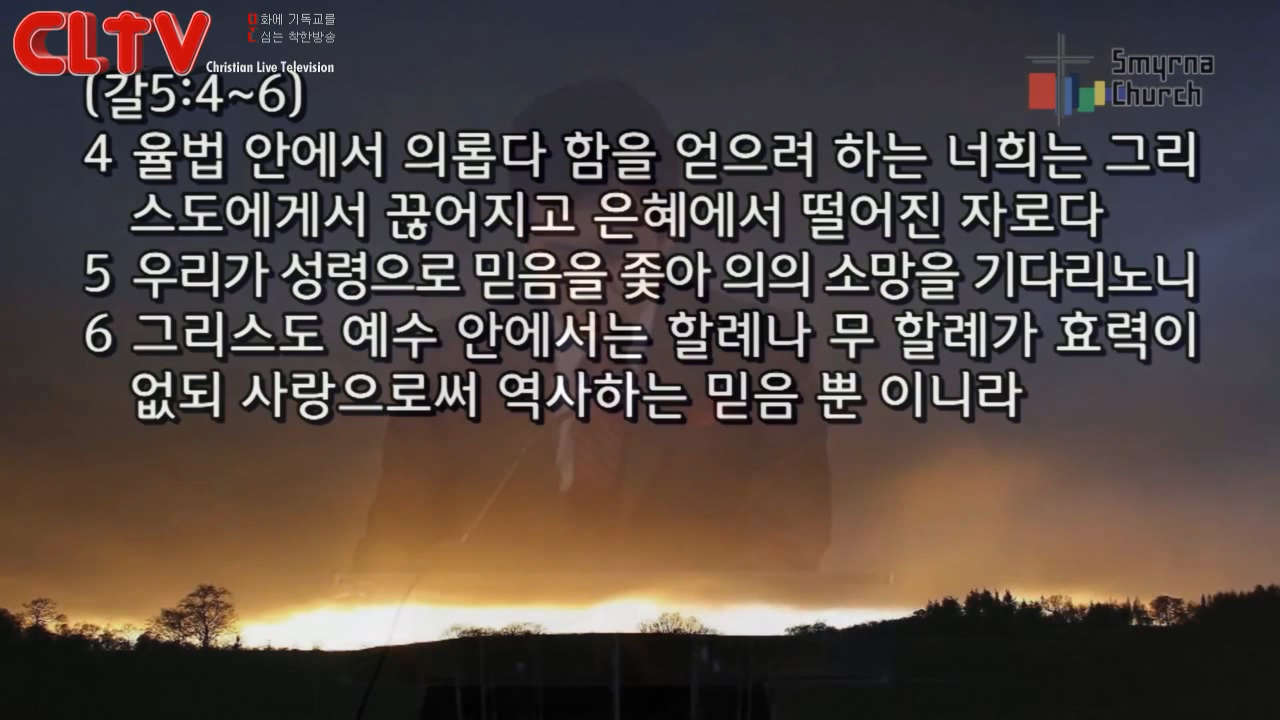 CLTV
문화에 기독교를
심는 착한방송
Christian Live Television
Smyrna
Church
(갈5:4~6)
4 율법 안에서 의롭다 함을 얻으려 하는 너희는 그리
스도에게서 끊어지고 은혜에서 떨어진 자로다
5 우리가 성령으로 믿음을 좇아 의의 소망을 기다리노니
6 그리스도 예수 안에서는 할례나 무 할례가 효력이
없되 사랑으로써 역사하는 믿음 뿐 이니라